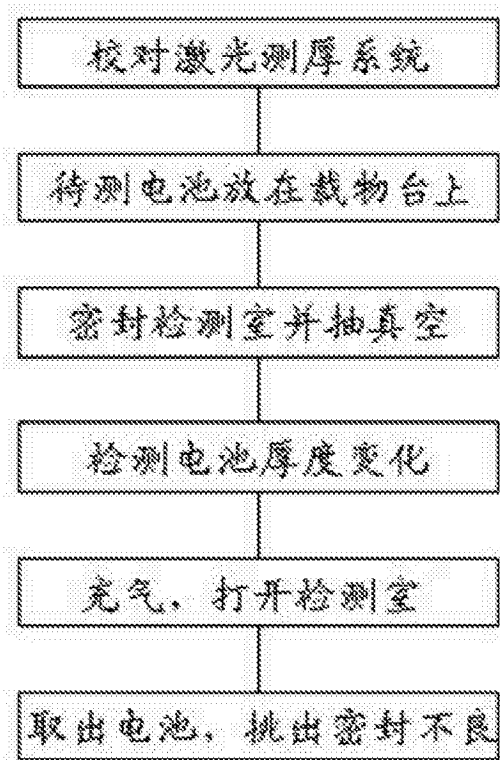 校对激光测厚系统
待测电池放在载物台上
密封检测室并抽真空
检测电池厚度变化
充气，打开检测室
取出电池，挑出密封不良